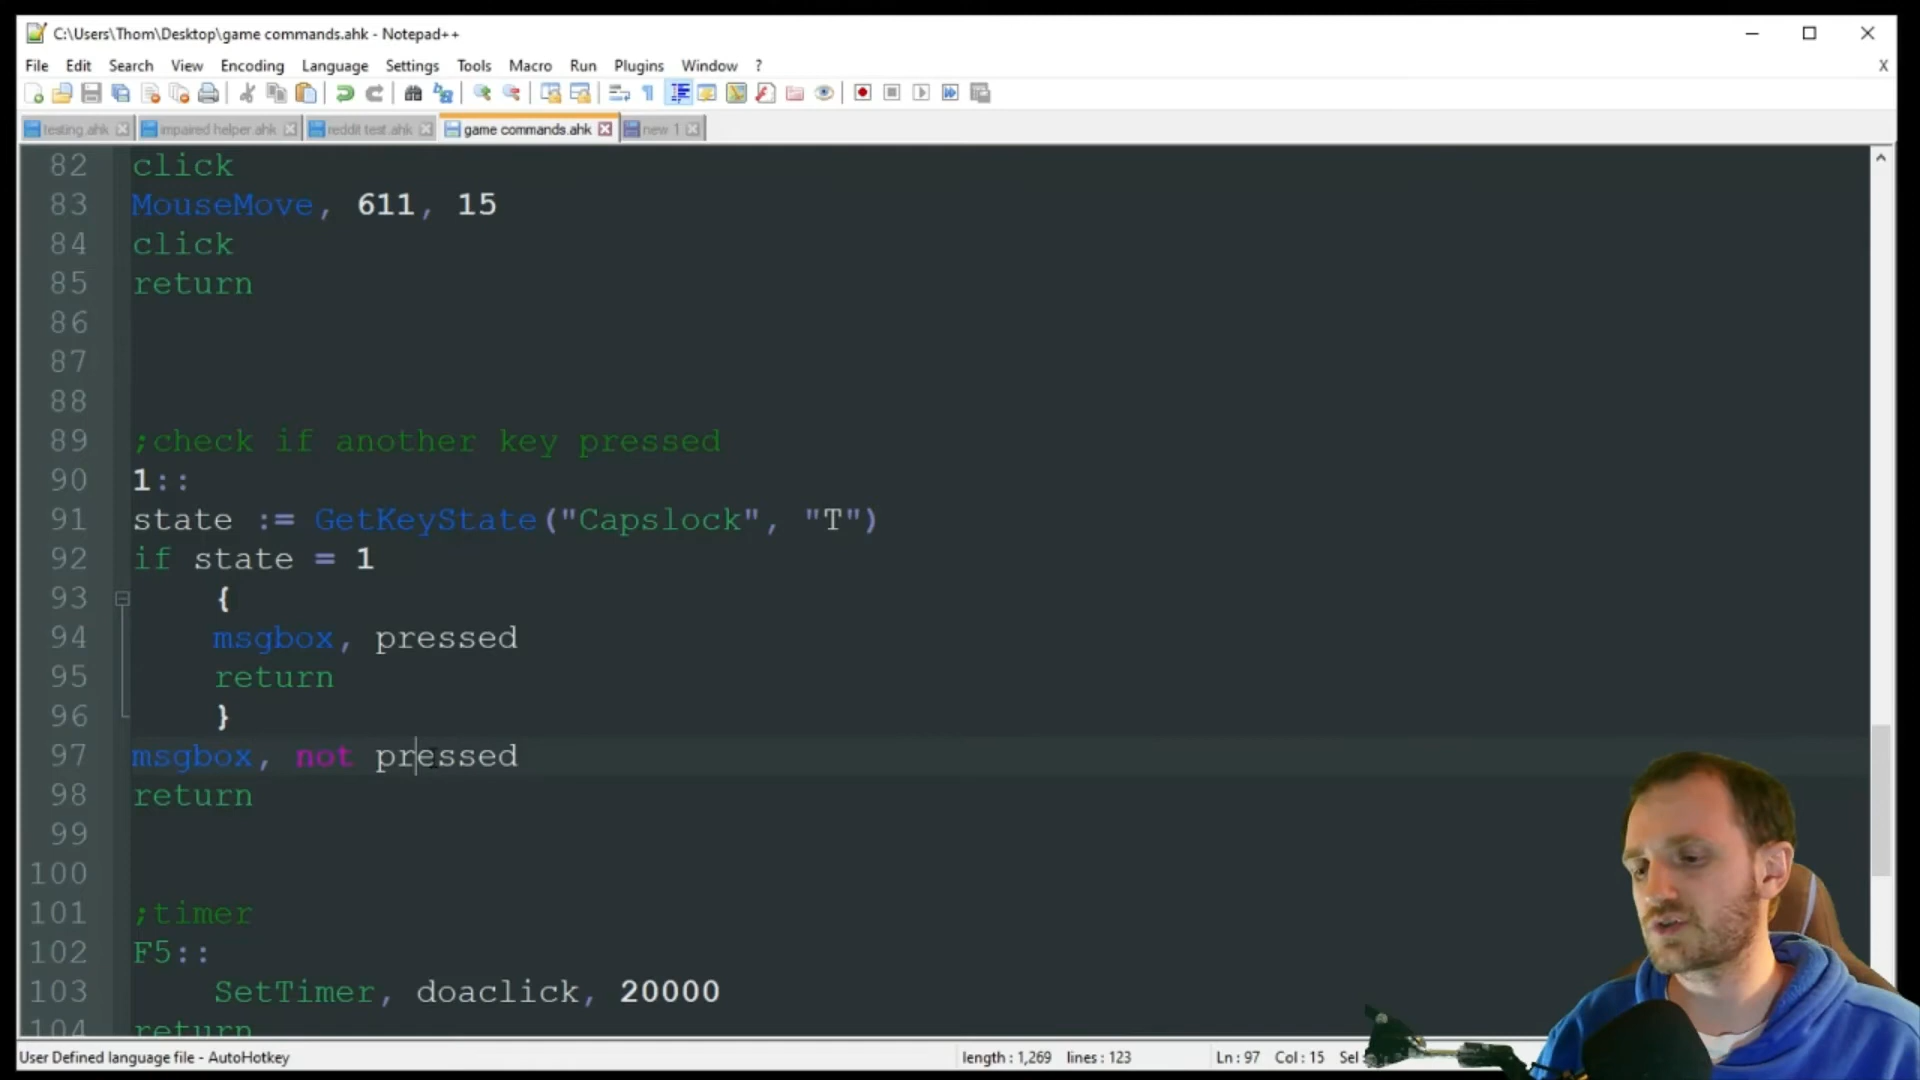 C:\Users\Thom\Desktop\game commands.ahk - Notepad++
File Edit Search View Encoding Language Settings Tools Macro Run Plugins Window ? X
testing.ahk impaired helper.ahk reddit test.ahk game commands.ahk new 1
82 click
83 MouseMove, 611, 15
84 click
85 return
86
87
88
89 ;check if another key pressed
90 1::
91 state := GetKeyState("Capslock", "T")
92 if state = 1
93 {
94 msgbox, pressed
95 return
96 }
97 msgbox, not pressed
98 return
99
100
101 ;timer
102 F5::
103 SetTimer, doaclick, 20000
104 return
User Defined language file - AutoHotkey length : 1,269 lines : 123 Ln : 97 Col : 15 Sel :